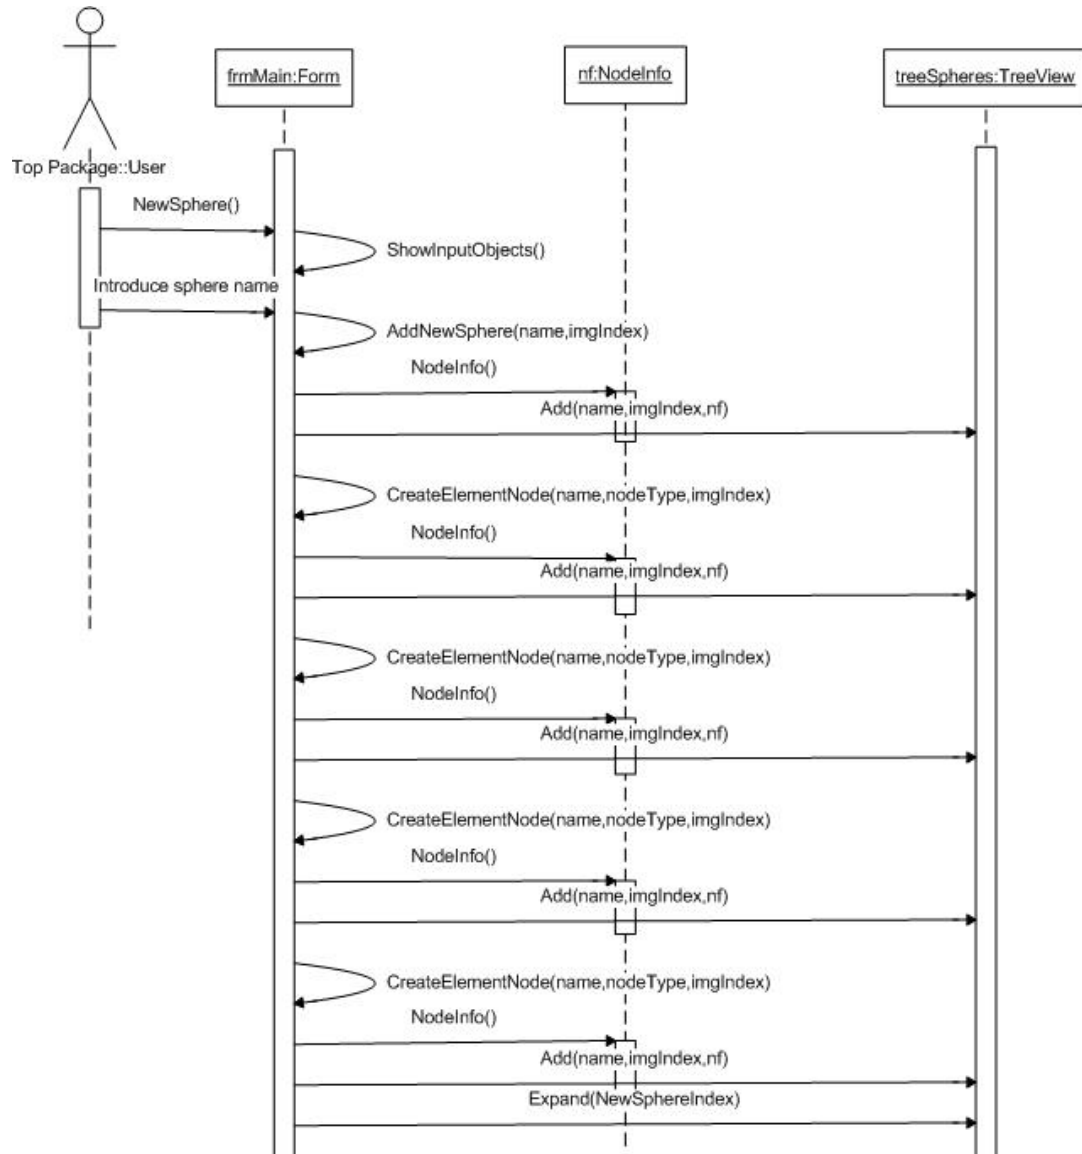 frmMain:Form
nf:NodeInfo
treeSpheres:TreeView
Top Package::User
NewSphere()
ShowInputObjects()
Introduce sphere name
AddNewSphere(name,imgIndex)
NodeInfo()
Add(name,imgIndex,nf)
CreateElementNode(name,nodeType,imgIndex)
NodeInfo()
Add(name,imgIndex,nf)
CreateElementNode(name,nodeType,imgIndex)
NodeInfo()
Add(name,imgIndex,nf)
CreateElementNode(name,nodeType,imgIndex)
NodeInfo()
Add(name,imgIndex,nf)
CreateElementNode(name,nodeType,imgIndex)
NodeInfo()
Add(name,imgIndex,nf)
Expand(NewSphereIndex)